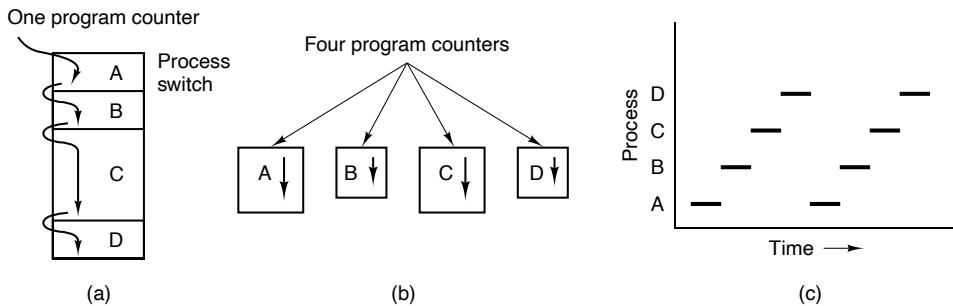 One program counter
Process
switch
A
B
C
D
(a)
Four program counters
A
B
C
D
(b)
Process
D
C
B
A
Time
(c)